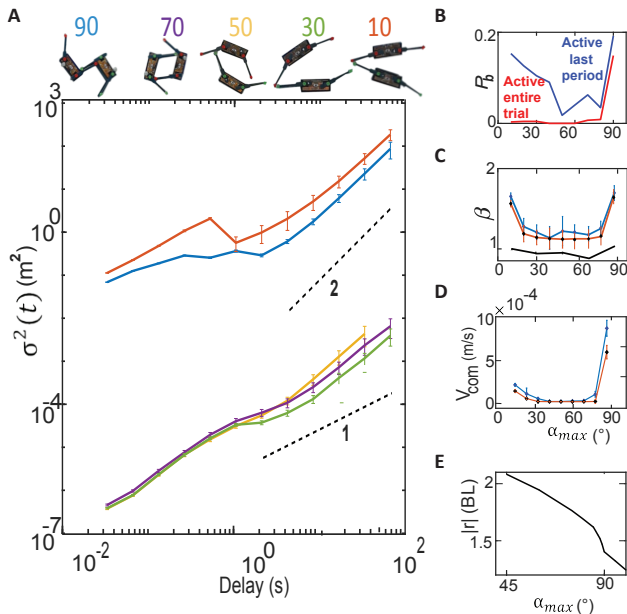 A
90 70 50 30 10
10^3
10^0
10^-4
10^-7
σ²(t) (m²)
2
1
10^-2 10^0 10^2
Delay (s)
B
0.2
0
P_b
Active last period
Active entire trial
10 30 60 90
C
2
1
β
10 30 60 90
D
10 ×10^-4
5
0
V_com (m/s)
0 30 60 90
α_max (°)
E
2
1.5
|r| (BL)
45 90
α_max (°)